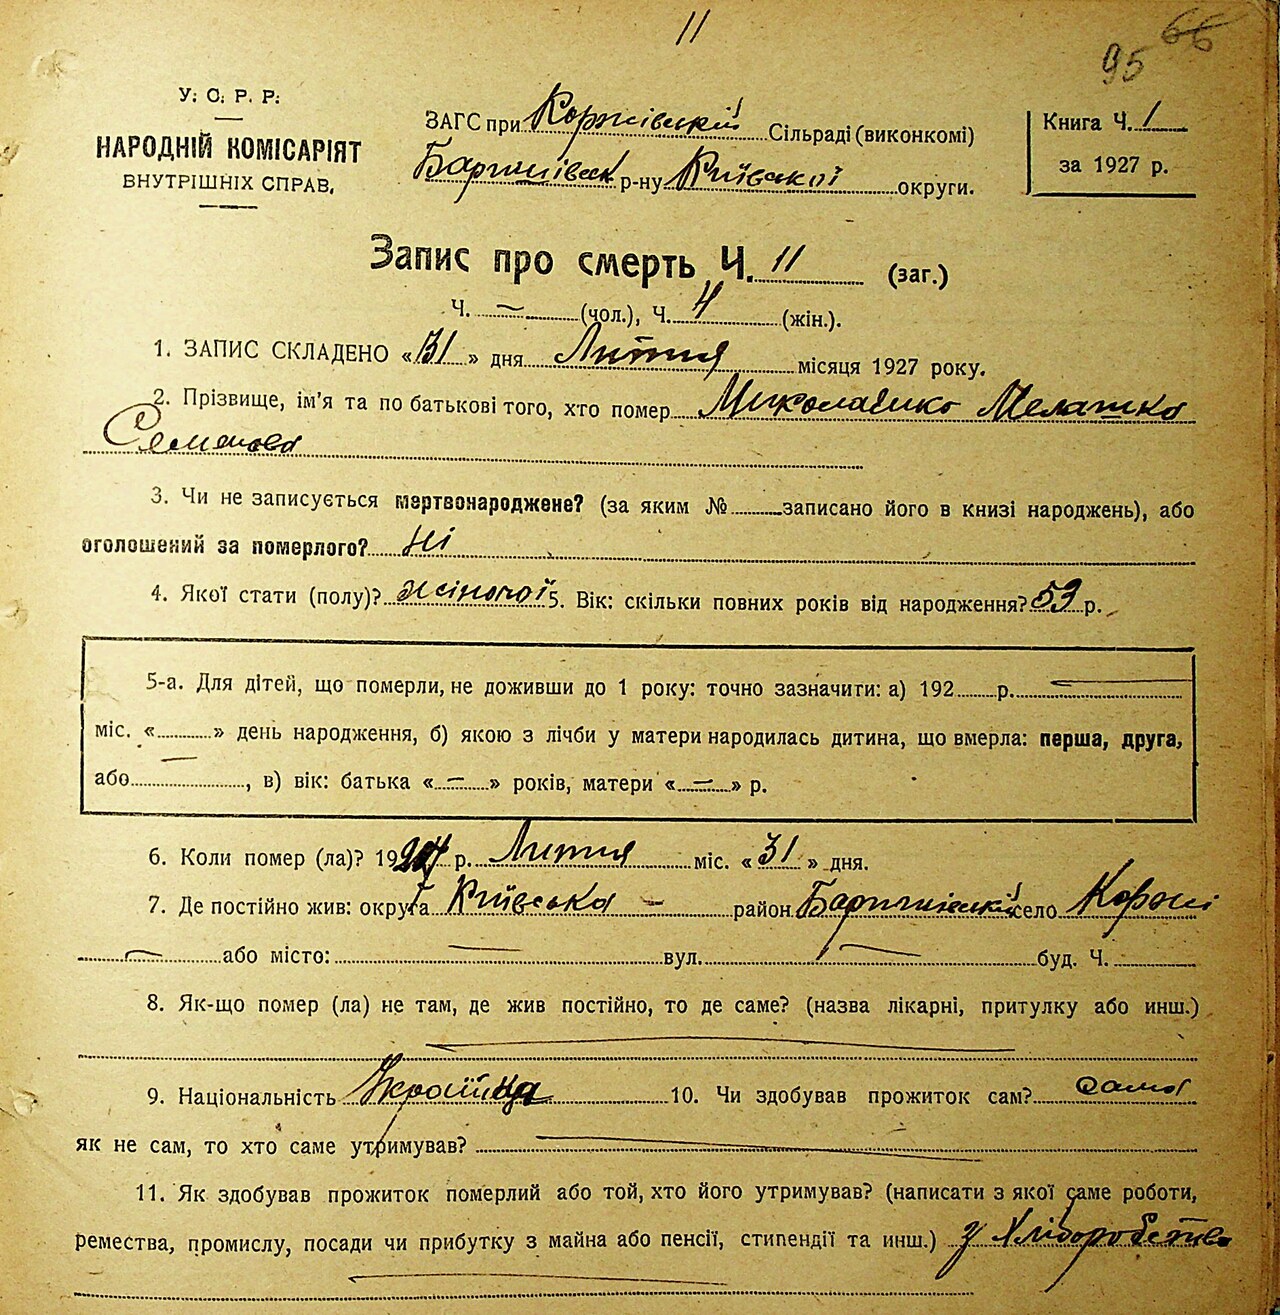 11
95 66
У. С. Р. Р.
НАРОДНІЙ КОМІСАРІЯТ
ВНУТРІШНІХ СПРАВ.
ЗАГС при Коржівскій Сільраді (виконкомі)
Баришівськ р-ну Київської округи.
Книга Ч. 1
за 1927 р.
Запис про смерть Ч. 11 (заг.)
Ч. — (чол.), Ч. 4 (жін.).
1. ЗАПИС СКЛАДЕНО «31» дня Липня місяця 1927 року.
2. Прізвище, ім'я та по батькові того, хто помер Миколаєнко Мелашко
Семенова
3. Чи не записується мертвонароджене? (за яким № записано його в книзі народжень), або
оголошений за померлого? Ні
4. Якої стати (полу)? жіночої 5. Вік: скільки повних років від народження? 59 р.
5-а. Для дітей, що померли, не доживши до 1 року: точно зазначити: а) 192 р. —
міс. « » день народження, б) якою з лічби у матери народилась дитина, що вмерла: перша, друга,
або —, в) вік: батька «—» років, матери «—» р.
6. Коли помер (ла)? 1927 р. Липня міс. «31» дня.
7. Де постійно жив: округа Київська — район Баришівський село Коржі
— або місто: — вул. — буд. Ч.
8. Як-що помер (ла) не там, де жив постійно, то де саме? (назва лікарні, притулку або инш.)
—
9. Національність Українка 10. Чи здобував прожиток сам? сама
як не сам, то хто саме утримував? —
11. Як здобував прожиток померлий або той, хто його утримував? (написати з якої саме роботи,
ремества, промислу, посади чи прибутку з майна або пенсії, стипендії та инш.) з Хліборобства
—